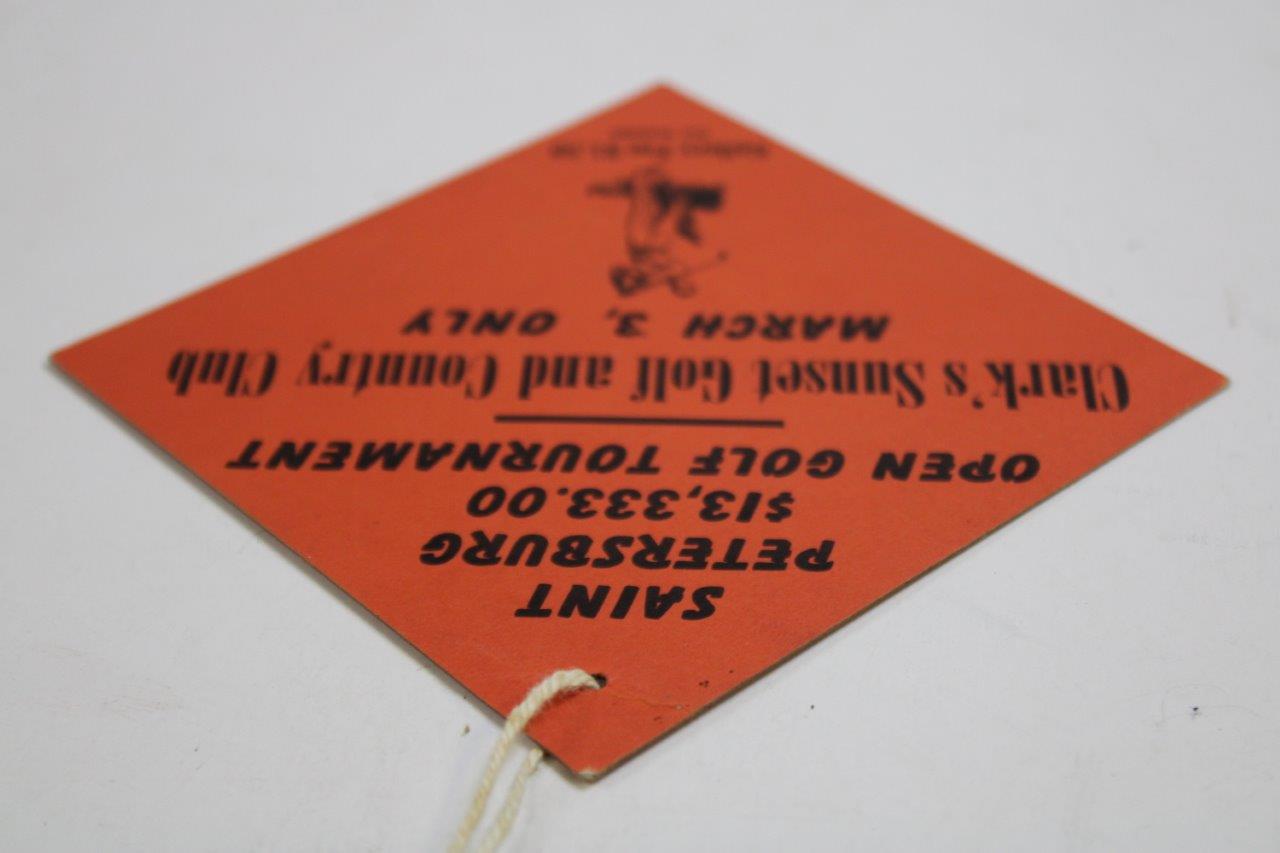 SAINT
PETERSBURG
$13,333.00
OPEN GOLF TOURNAMENT
Clark's Sunset Golf and Country Club
MARCH 3, ONLY